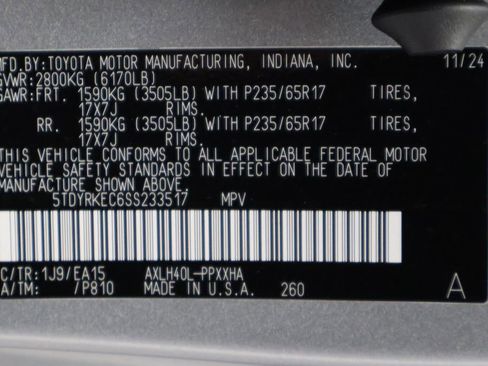 MFD.BY:TOYOTA MOTOR MANUFACTURING, INDIANA, INC. 11/24
GVWR:2800KG (6170LB)
GAWR:FRT. 1590KG (3505LB) WITH P235/65R17 TIRES,
17X7J RIMS.
RR. 1590KG (3505LB) WITH P235/65R17 TIRES,
17X7J RIMS.
THIS VEHICLE CONFORMS TO ALL APPLICABLE FEDERAL MOTOR
VEHICLE SAFETY STANDARDS IN EFFECT ON THE DATE OF
MANUFACTURE SHOWN ABOVE.
5TDYRKEC6SS233517 MPV
C/TR:1J9/EA15 AXLH40L-PPXXHA
A/TM: /P810 MADE IN U.S.A. 260 A